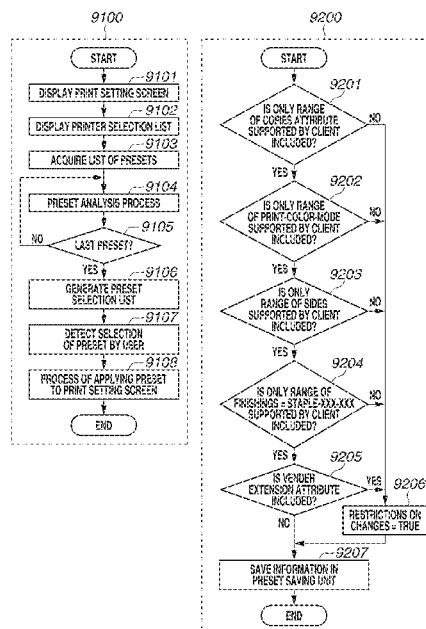 9100
START
9101
DISPLAY PRINT SETTING SCREEN
9102
DISPLAY PRINTER SELECTION LIST
9103
ACQUIRE LIST OF PRESETS
9104
PRESET ANALYSIS PROCESS
9105
LAST PRESET?
NO
YES
9106
GENERATE PRESET
SELECTION LIST
9107
DETECT SELECTION
OF PRESET BY USER
9108
PROCESS OF APPLYING PRESET
TO PRINT SETTING SCREEN
END
9200
START
9201
IS ONLY RANGE
OF COPIES ATTRIBUTE
SUPPORTED BY CLIENT
INCLUDED?
NO
YES
9202
IS ONLY RANGE
OF PRINT-COLOR-MODE
SUPPORTED BY CLIENT
INCLUDED?
NO
YES
9203
IS ONLY
RANGE OF SIDES
SUPPORTED BY CLIENT
INCLUDED?
NO
YES
9204
IS ONLY RANGE OF
FINISHINGS = STAPLE-XXX-XXX
SUPPORTED BY CLIENT
INCLUDED?
NO
YES
9205
IS VENDER
EXTENSION ATTRIBUTE
INCLUDED?
YES
NO
9206
RESTRICTIONS ON
CHANGES = TRUE
9207
SAVE INFORMATION IN
PRESET SAVING UNIT
END